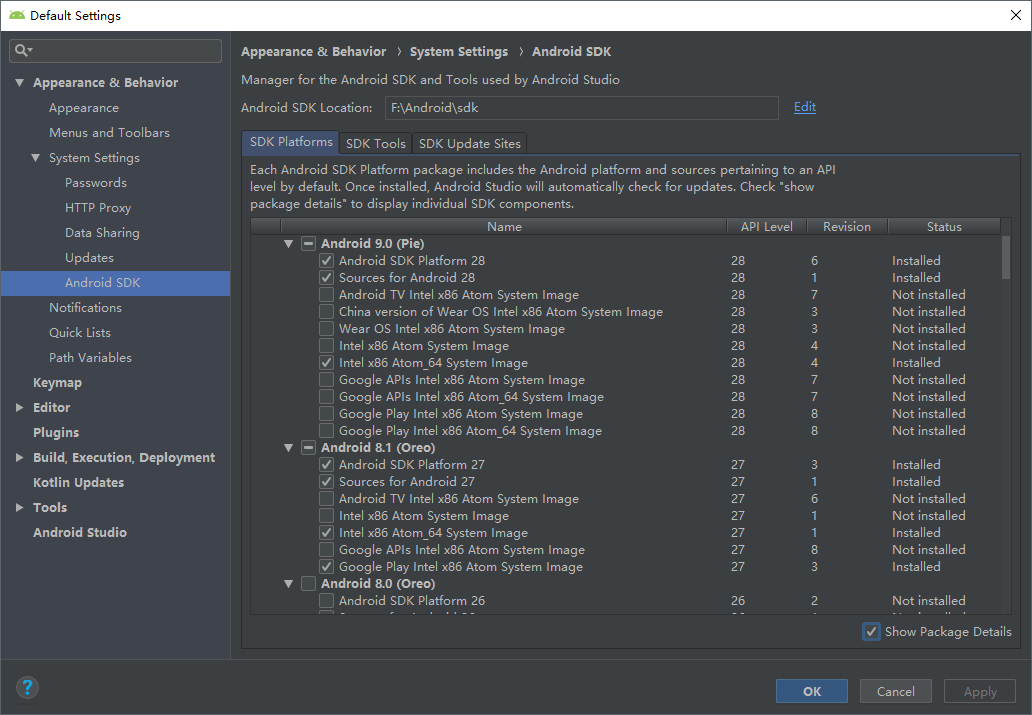 Default Settings
Appearance & Behavior
Appearance
Menus and Toolbars
System Settings
Passwords
HTTP Proxy
Data Sharing
Updates
Android SDK
Notifications
Quick Lists
Path Variables
Keymap
Editor
Plugins
Build, Execution, Deployment
Kotlin Updates
Tools
Android Studio
Appearance & Behavior › System Settings › Android SDK
Manager for the Android SDK and Tools used by Android Studio
Android SDK Location: F:\Android\sdk Edit
SDK Platforms SDK Tools SDK Update Sites
Each Android SDK Platform package includes the Android platform and sources pertaining to an API
level by default. Once installed, Android Studio will automatically check for updates. Check "show
package details" to display individual SDK components.
Name API Level Revision Status
Android 9.0 (Pie)
Android SDK Platform 28 28 6 Installed
Sources for Android 28 28 1 Installed
Android TV Intel x86 Atom System Image 28 7 Not installed
China version of Wear OS Intel x86 Atom System Image 28 3 Not installed
Wear OS Intel x86 Atom System Image 28 3 Not installed
Intel x86 Atom System Image 28 4 Not installed
Intel x86 Atom_64 System Image 28 4 Installed
Google APIs Intel x86 Atom System Image 28 7 Not installed
Google APIs Intel x86 Atom_64 System Image 28 7 Not installed
Google Play Intel x86 Atom System Image 28 8 Not installed
Google Play Intel x86 Atom_64 System Image 28 8 Not installed
Android 8.1 (Oreo)
Android SDK Platform 27 27 3 Installed
Sources for Android 27 27 1 Installed
Android TV Intel x86 Atom System Image 27 6 Not installed
Intel x86 Atom System Image 27 1 Not installed
Intel x86 Atom_64 System Image 27 1 Installed
Google APIs Intel x86 Atom System Image 27 8 Not installed
Google Play Intel x86 Atom System Image 27 3 Installed
Android 8.0 (Oreo)
Android SDK Platform 26 26 2 Not installed
Show Package Details
? OK Cancel Apply